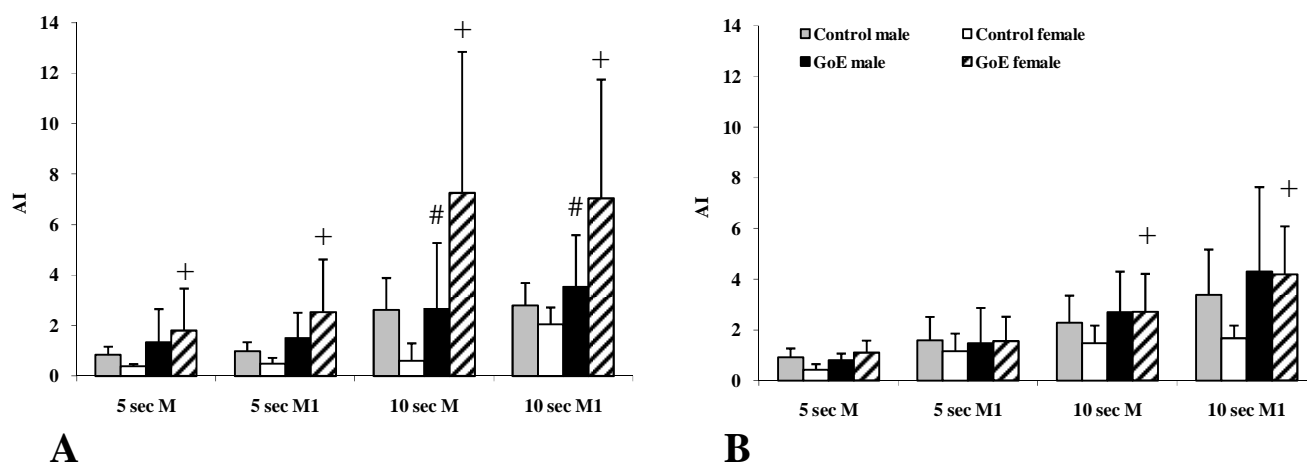 14
12
10
8
6
4
2
0
AI
+
+
+
+
#
#
5 sec M
5 sec M1
10 sec M
10 sec M1
A
14
12
10
8
6
4
2
0
AI
Control male
Control female
GoE male
GoE female
+
+
5 sec M
5 sec M1
10 sec M
10 sec M1
B